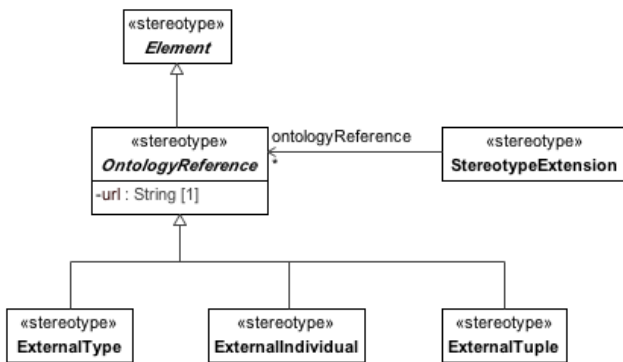 «stereotype»
Element
«stereotype»
OntologyReference
-url : String [1]
ontologyReference
*
«stereotype»
StereotypeExtension
«stereotype»
ExternalType
«stereotype»
ExternalIndividual
«stereotype»
ExternalTuple